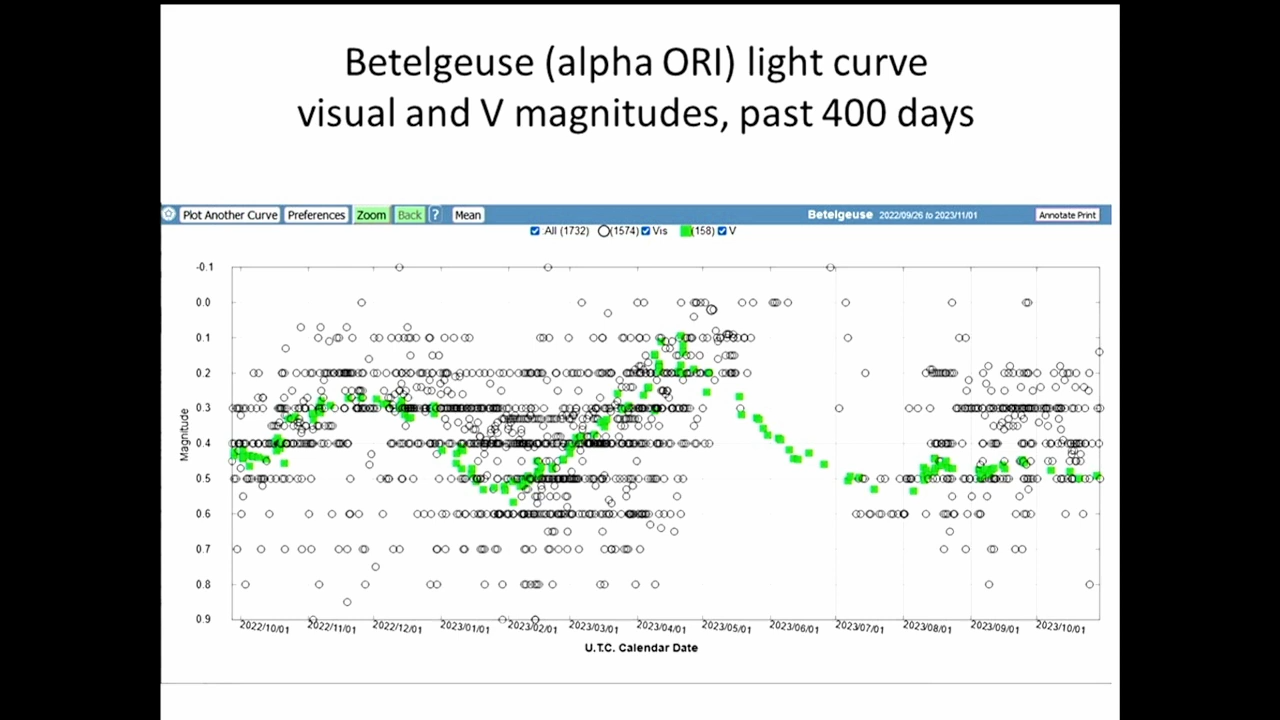 Betelgeuse (alpha ORI) light curve
visual and V magnitudes, past 400 days
Plot Another Curve Preferences Zoom Back ? Mean Betelgeuse 2022/09/26 to 2023/11/01 Annotate Print
All (1732) (1574) Vis (158) V
-0.1
0.0
0.1
0.2
0.3
0.4
0.5
0.6
0.7
0.8
0.9
Magnitude
2022/10/01 2022/11/01 2022/12/01 2023/01/01 2023/02/01 2023/03/01 2023/04/01 2023/05/01 2023/06/01 2023/07/01 2023/08/01 2023/09/01 2023/10/01
U.T.C. Calendar Date